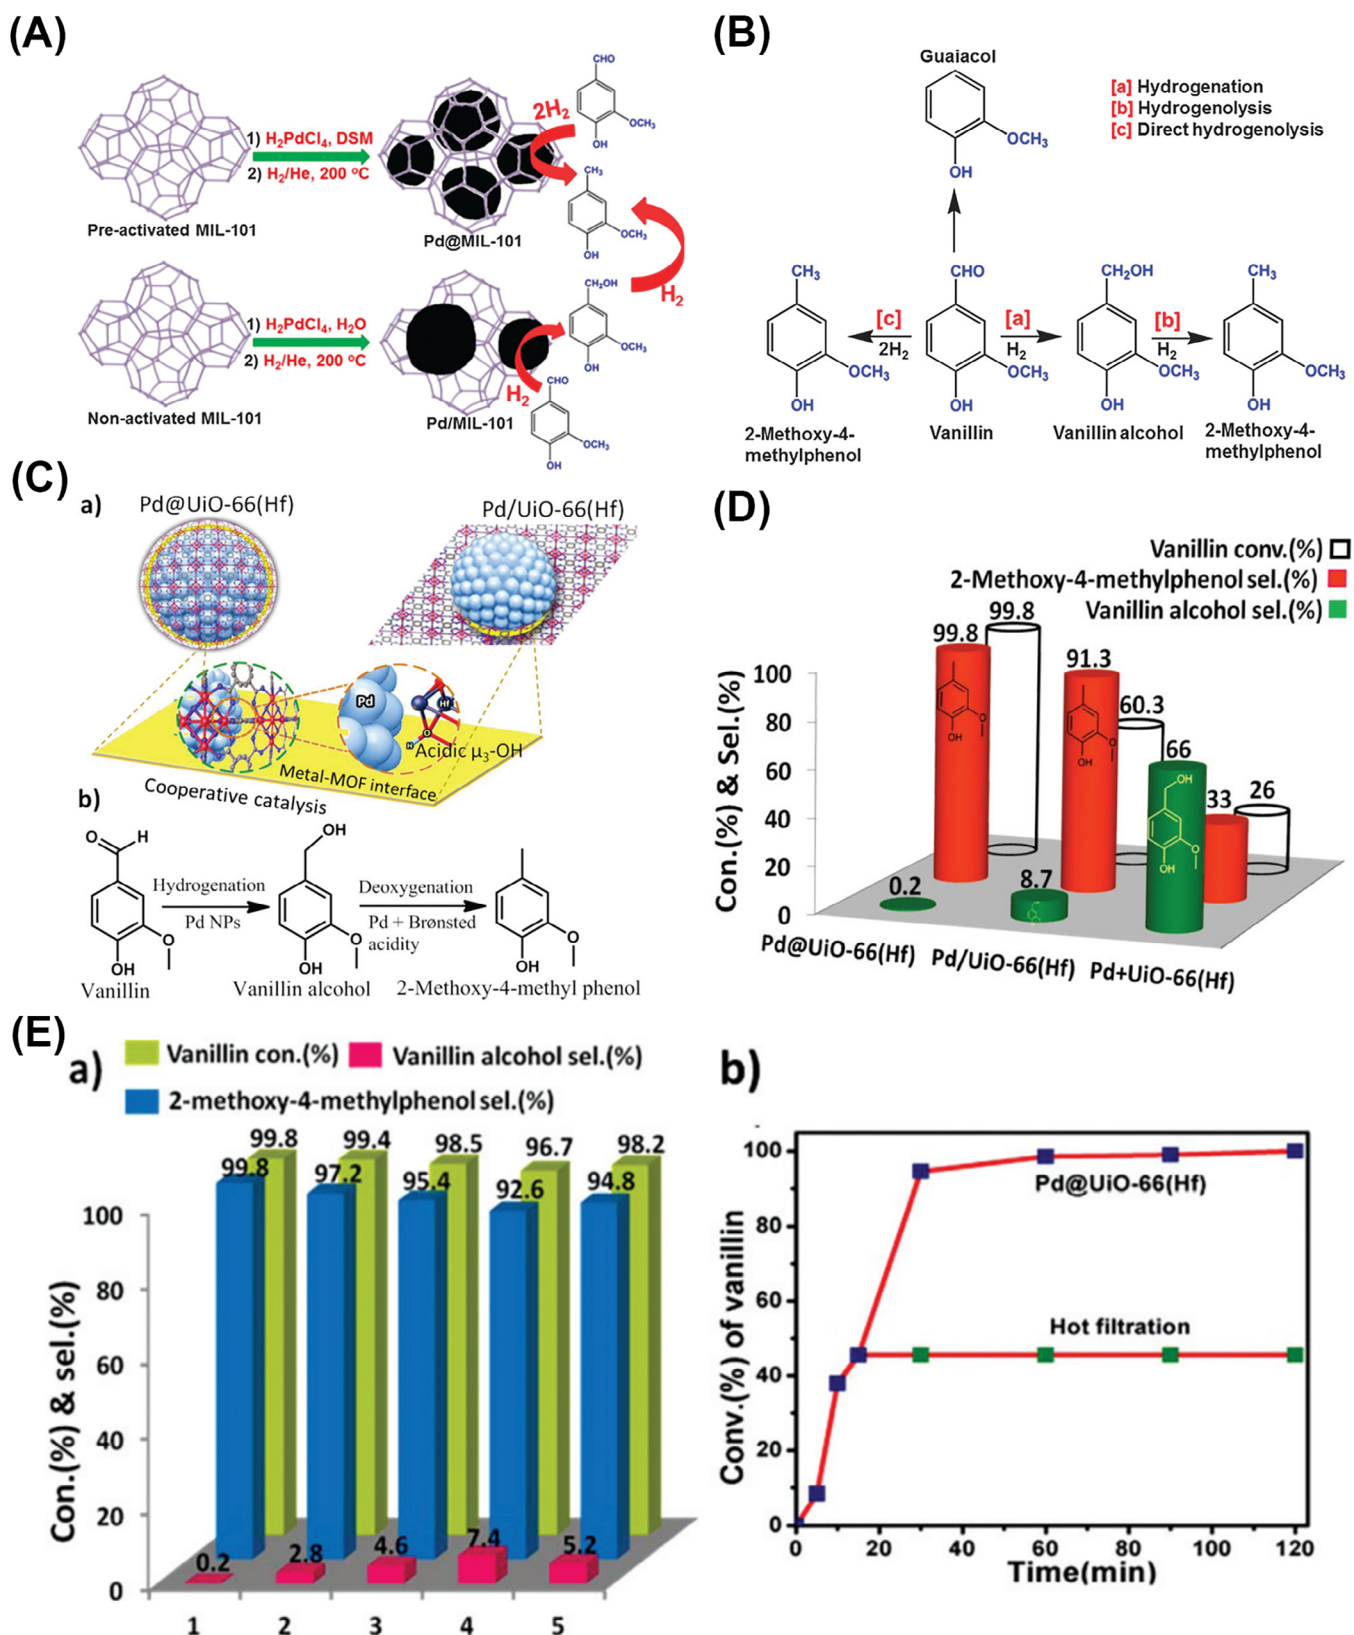 (A)
CHO
OCH₃
OH
2H₂
1) H₂PdCl₄, DSM
2) H₂/He, 200 °C
CH₃
OCH₃
OH
Pre-activated MIL-101
Pd@MIL-101
H₂
CH₂OH
OCH₃
OH
1) H₂PdCl₄, H₂O
2) H₂/He, 200 °C
H₂
CHO
OCH₃
OH
Non-activated MIL-101
Pd/MIL-101
(B)
Guaiacol
OCH₃
OH
[a] Hydrogenation
[b] Hydrogenolysis
[c] Direct hydrogenolysis
CH₃
CHO
CH₂OH
CH₃
[c]
2H₂
[a]
H₂
[b]
H₂
OCH₃
OCH₃
OCH₃
OCH₃
OH
OH
OH
OH
2-Methoxy-4-
methylphenol
Vanillin
Vanillin alcohol
2-Methoxy-4-
methylphenol
(C)
a)
Pd@UiO-66(Hf)
Pd/UiO-66(Hf)
Pd
Hf
O
H
Acidic μ₃-OH
Metal-MOF interface
Cooperative catalysis
b)
O
H
OH
Hydrogenation
Pd NPs
Deoxygenation
Pd + Brønsted
acidity
O
O
O
OH
OH
OH
Vanillin
Vanillin alcohol
2-Methoxy-4-methyl phenol
(D)
Vanillin conv.(%)
2-Methoxy-4-methylphenol sel.(%)
Vanillin alcohol sel.(%)
Con.(%) & Sel.(%)
100
80
60
40
20
0
99.8
99.8
0.2
91.3
60.3
8.7
66
33
26
O
OH
O
OH
OH
O
OH
Pd@UiO-66(Hf)
Pd/UiO-66(Hf)
Pd+UiO-66(Hf)
(E)
a)
Vanillin con.(%)
Vanillin alcohol sel.(%)
2-methoxy-4-methylphenol sel.(%)
Con.(%) & sel.(%)
100
80
60
40
20
0
99.8
99.4
98.5
96.7
98.2
99.8
97.2
95.4
92.6
94.8
0.2
2.8
4.6
7.4
5.2
1
2
3
4
5
b)
Conv.(%) of vanillin
100
80
60
40
20
0
Pd@UiO-66(Hf)
Hot filtration
0
20
40
60
80
100
120
Time(min)